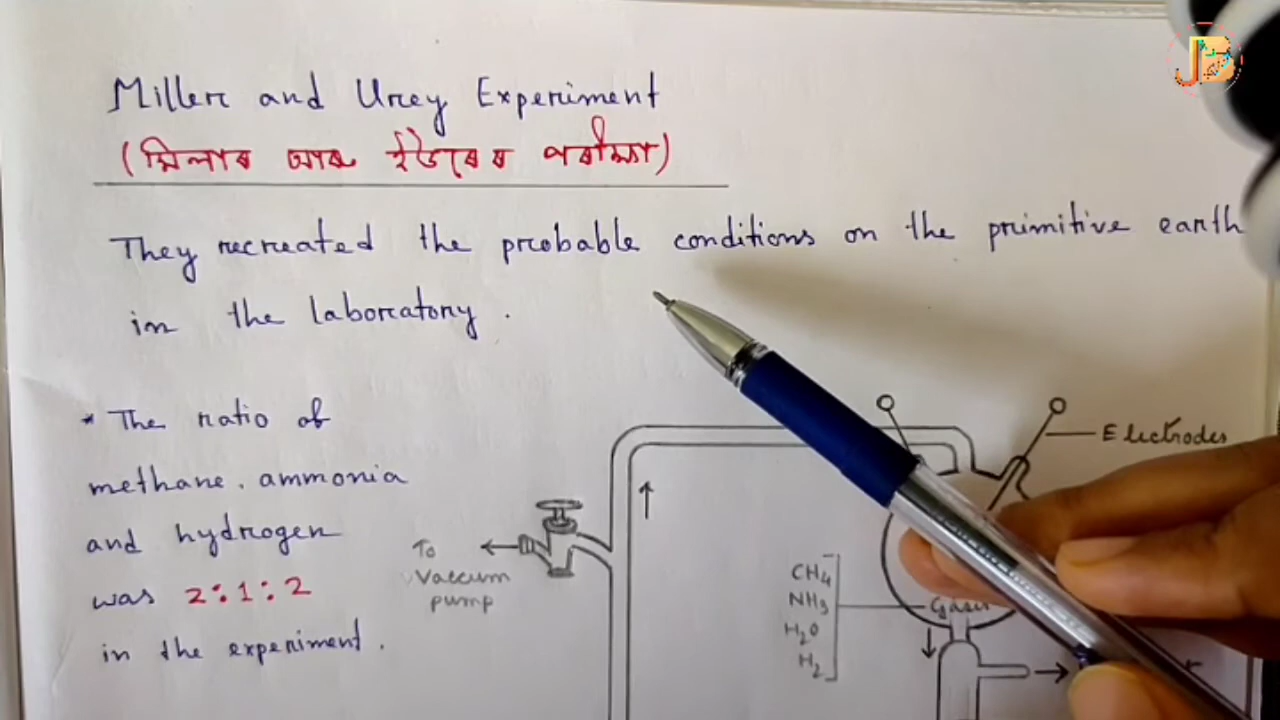 Miller and Urey Experiment
(মিলাৰ আৰু ইউৰেৰ পৰীক্ষা)
They recreated the probable conditions on the primitive earth
in the laboratory.
* The ratio of
methane, ammonia
and hydrogen
was 2:1:2
in the experiment.
Electrodes
To
Vaccum
pump
CH4
NH3
H2O
H2
JB